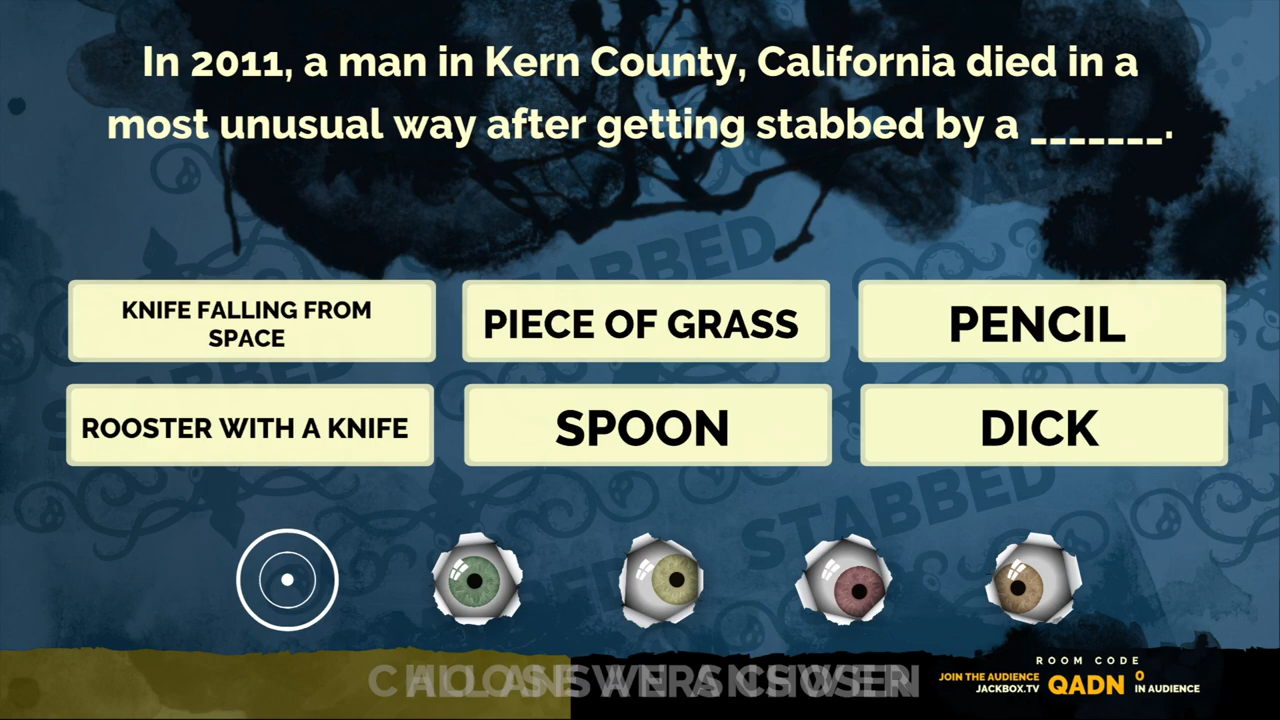 In 2011, a man in Kern County, California died in a
most unusual way after getting stabbed by a _______.
STABBED
KNIFE FALLING FROM
SPACE
PIECE OF GRASS
PENCIL
ROOSTER WITH A KNIFE
SPOON
DICK
STABBED
ROOM CODE
JOIN THE AUDIENCE
JACKBOX.TV
QADN
0
IN AUDIENCE